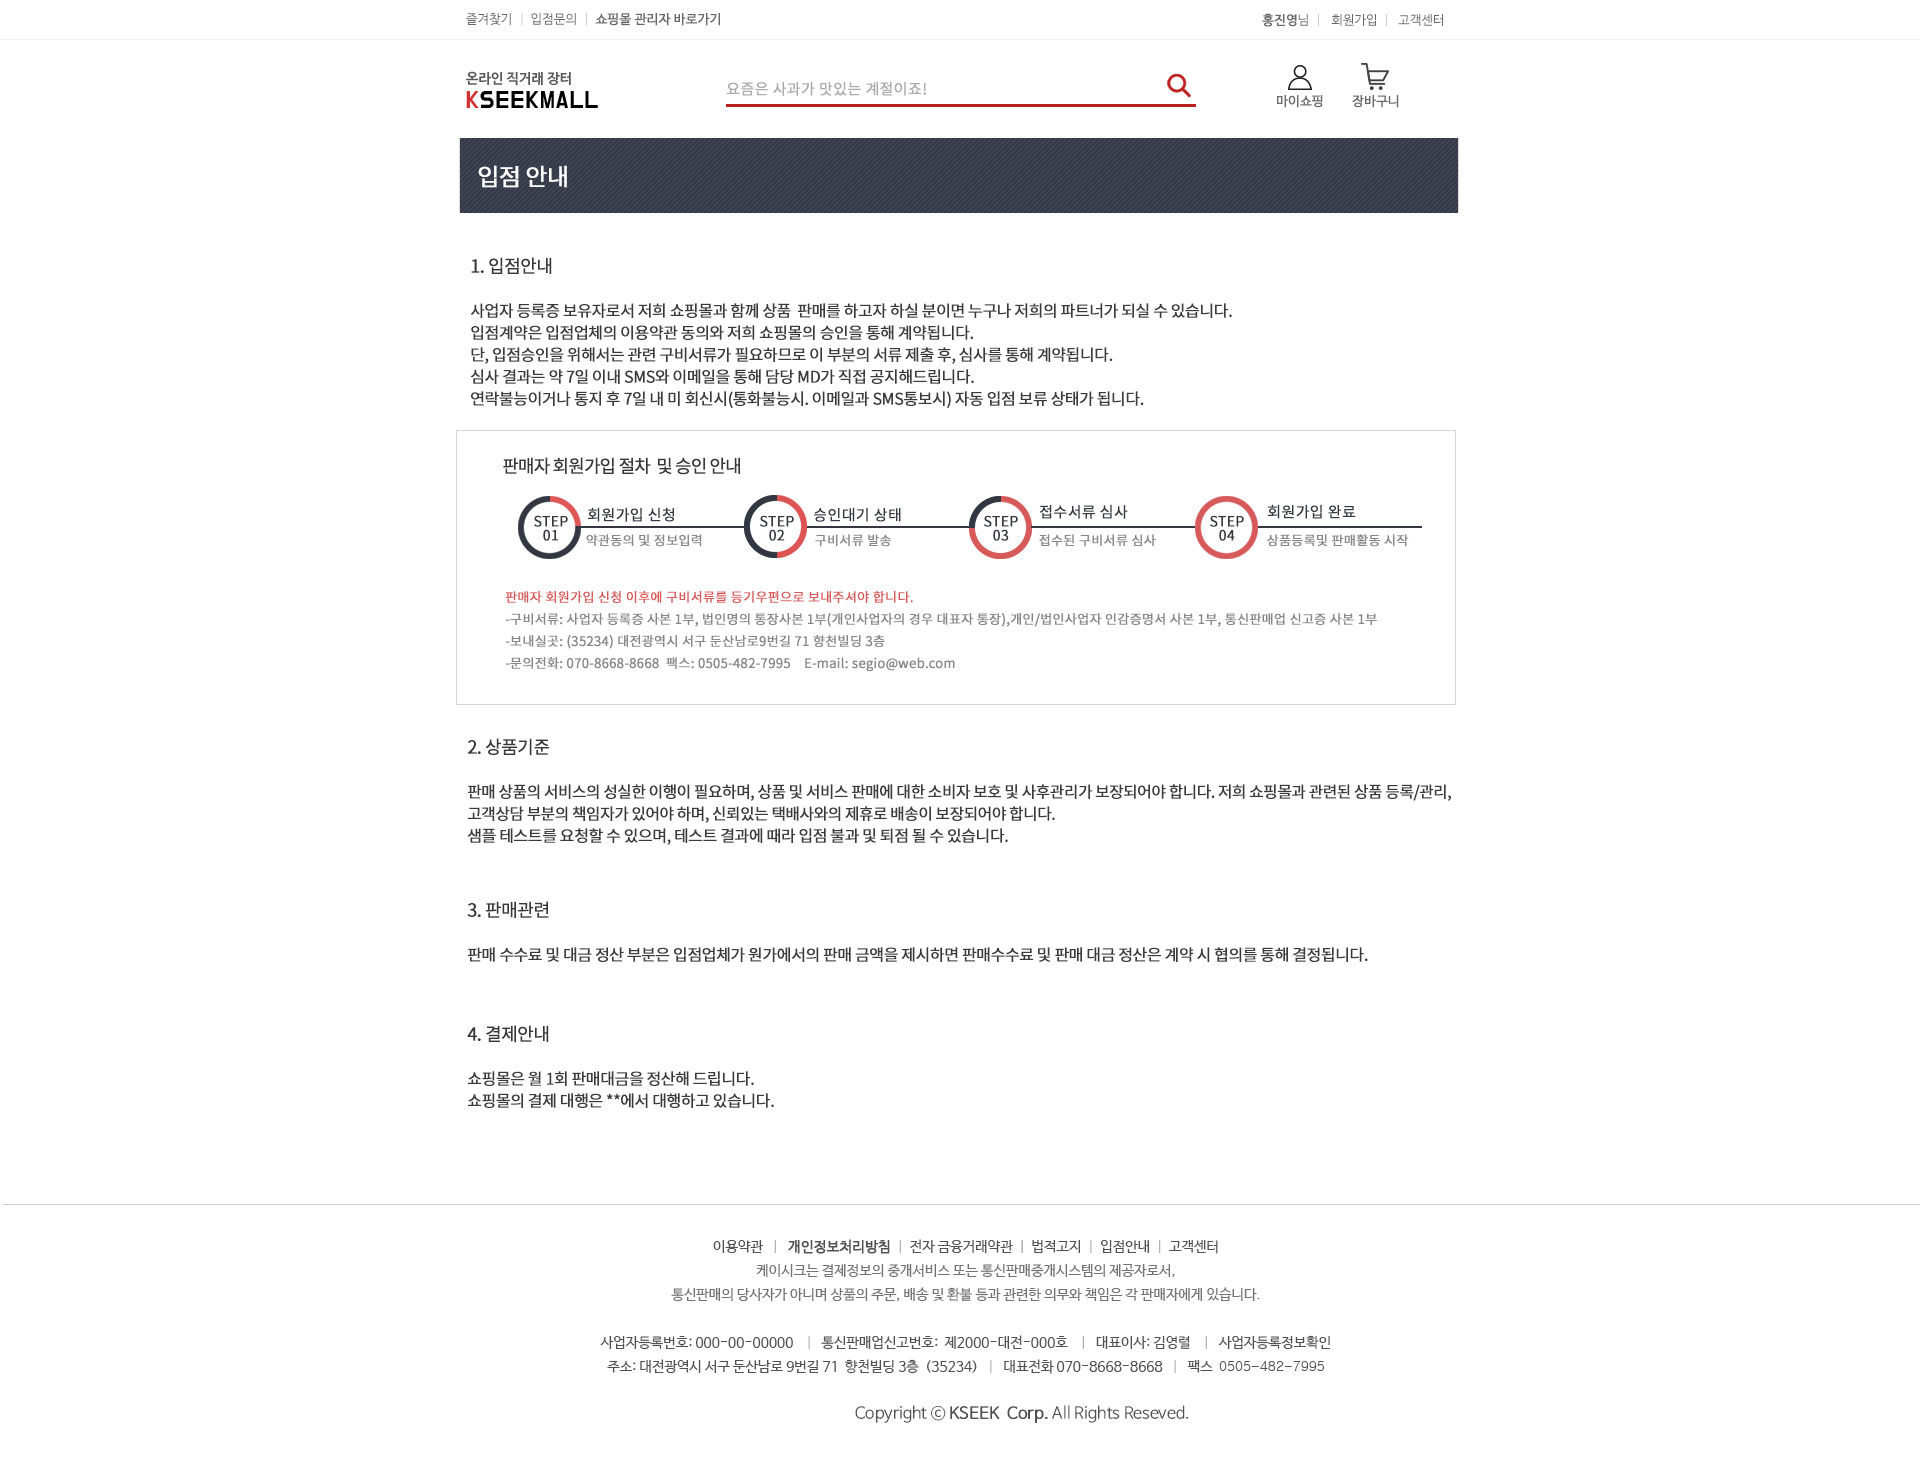 즐겨찾기 | 입점문의 | 쇼핑몰 관리자 바로가기
홍진영님 | 회원가입 | 고객센터
온라인 직거래 장터
KSEEKMALL
요즘은 사과가 맛있는 계절이죠!
마이쇼핑
장바구니
입점 안내
1. 입점안내
사업자 등록증 보유자로서 저희 쇼핑몰과 함께 상품 판매를 하고자 하실 분이면 누구나 저희의 파트너가 되실 수 있습니다.
입점계약은 입점업체의 이용약관 동의와 저희 쇼핑몰의 승인을 통해 계약됩니다.
단, 입점승인을 위해서는 관련 구비서류가 필요하므로 이 부분의 서류 제출 후, 심사를 통해 계약됩니다.
심사 결과는 약 7일 이내 SMS와 이메일을 통해 담당 MD가 직접 공지해드립니다.
연락불능이거나 통지 후 7일 내 미 회신시(통화불능시. 이메일과 SMS통보시) 자동 입점 보류 상태가 됩니다.
판매자 회원가입 절차 및 승인 안내
STEP
01
회원가입 신청
약관동의 및 정보입력
STEP
02
승인대기 상태
구비서류 발송
STEP
03
접수서류 심사
접수된 구비서류 심사
STEP
04
회원가입 완료
상품등록및 판매활동 시작
판매자 회원가입 신청 이후에 구비서류를 등기우편으로 보내주셔야 합니다.
-구비서류: 사업자 등록증 사본 1부, 법인명의 통장사본 1부(개인사업자의 경우 대표자 통장),개인/법인사업자 인감증명서 사본 1부, 통신판매업 신고증 사본 1부
-보내실곳: (35234) 대전광역시 서구 둔산남로9번길 71 향천빌딩 3층
-문의전화: 070-8668-8668 팩스: 0505-482-7995 E-mail: segio@web.com
2. 상품기준
판매 상품의 서비스의 성실한 이행이 필요하며, 상품 및 서비스 판매에 대한 소비자 보호 및 사후관리가 보장되어야 합니다. 저희 쇼핑몰과 관련된 상품 등록/관리,
고객상담 부분의 책임자가 있어야 하며, 신뢰있는 택배사와의 제휴로 배송이 보장되어야 합니다.
샘플 테스트를 요청할 수 있으며, 테스트 결과에 따라 입점 불과 및 퇴점 될 수 있습니다.
3. 판매관련
판매 수수료 및 대금 정산 부분은 입점업체가 원가에서의 판매 금액을 제시하면 판매수수료 및 판매 대금 정산은 계약 시 협의를 통해 결정됩니다.
4. 결제안내
쇼핑몰은 월 1회 판매대금을 정산해 드립니다.
쇼핑몰의 결제 대행은 **에서 대행하고 있습니다.
이용약관 | 개인정보처리방침 | 전자 금융거래약관 | 법적고지 | 입점안내 | 고객센터
케이시크는 결제정보의 중개서비스 또는 통신판매중개시스템의 제공자로서,
통신판매의 당사자가 아니며 상품의 주문, 배송 및 환불 등과 관련한 의무와 책임은 각 판매자에게 있습니다.
사업자등록번호: 000-00-00000 | 통신판매업신고번호: 제2000-대전-000호 | 대표이사: 김영렬 | 사업자등록정보확인
주소: 대전광역시 서구 둔산남로 9번길 71 향천빌딩 3층 (35234) | 대표전화 070-8668-8668 | 팩스 0505-482-7995
Copyright ⓒ KSEEK Corp. All Rights Reseved.